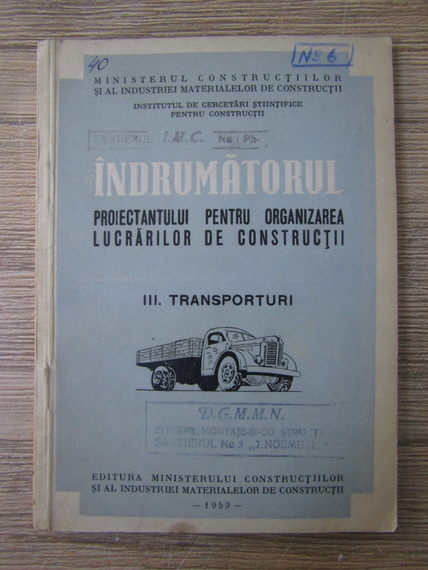 40
No 6
MINISTERUL CONSTRUCȚIILOR
ȘI AL INDUSTRIEI MATERIALELOR DE CONSTRUCȚII
INSTITUTUL DE CERCETĂRI ȘTIINȚIFICE
PENTRU CONSTRUCȚII
ȘANTIERUL I.M.C.
ÎNDRUMĂTORUL
PROIECTANTULUI PENTRU ORGANIZAREA
LUCRĂRILOR DE CONSTRUCȚII
III. TRANSPORTURI
D.G.M.M.N.
ȘANTIERUL No.3 „7.NOEMBRIE
EDITURA MINISTERULUI CONSTRUCȚIILOR
ȘI AL INDUSTRIEI MATERIALELOR DE CONSTRUCȚII
— 1953 —